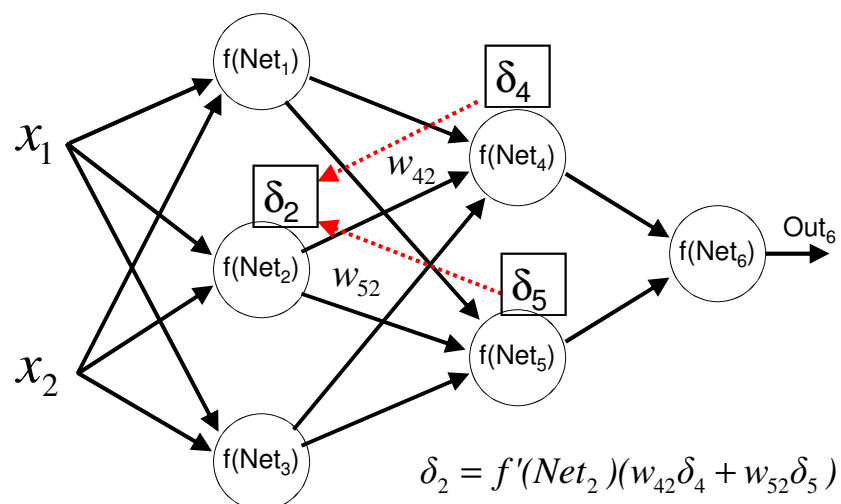 f(Net₁)
δ₄
x₁
f(Net₄)
w₄₂
δ₂
Out₆
f(Net₂)
f(Net₆)
w₅₂
δ₅
f(Net₅)
x₂
f(Net₃)
δ₂ = f'(Net₂)(w₄₂δ₄ + w₅₂δ₅)